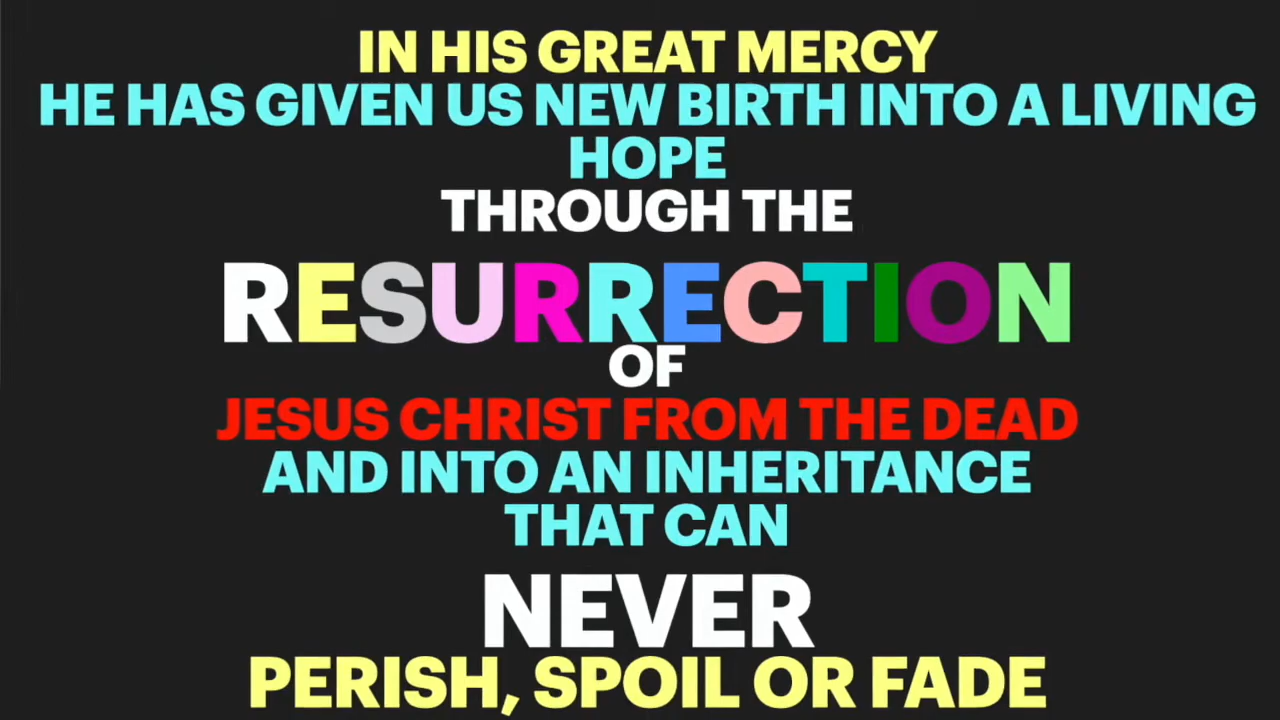 IN HIS GREAT MERCY
HE HAS GIVEN US NEW BIRTH INTO A LIVING
HOPE
THROUGH THE
RESURRECTION
OF
JESUS CHRIST FROM THE DEAD
AND INTO AN INHERITANCE
THAT CAN
NEVER
PERISH, SPOIL OR FADE